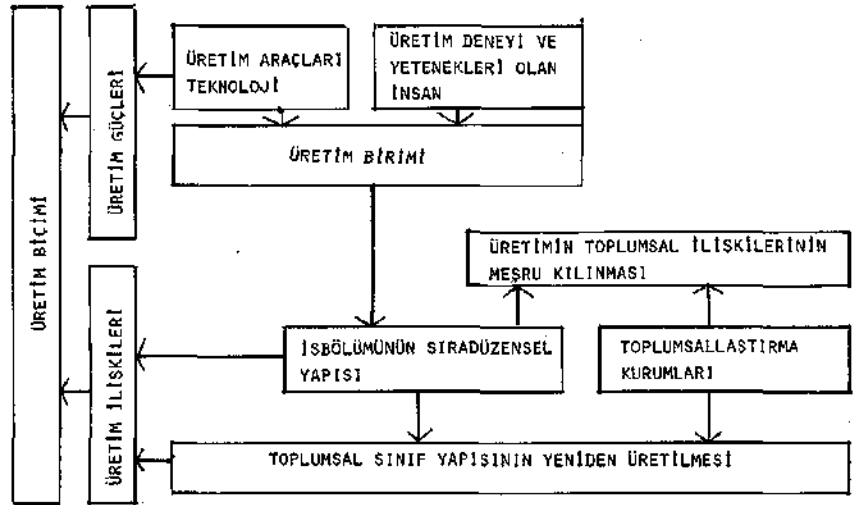 ÜRETİM BİÇİMİ
ÜRETİM GÜÇLERİ
ÜRETİM ARAÇLARI
TEKNOLOJİ
ÜRETİM DENEYİ VE
YETENEKLERİ OLAN
İNSAN
ÜRETİM BİRİMİ
ÜRETİMİN TOPLUMSAL İLİŞKİLERİNİN
MEŞRU KILINMASI
ÜRETİM İLİŞKİLERİ
İSBÖLÜMÜNÜN SIRADÜZENSEL
YAPISI
TOPLUMSALLASTIRMA
KURUMLARI
TOPLUMSAL SINIF YAPISININ YENİDEN ÜRETİLMESİ